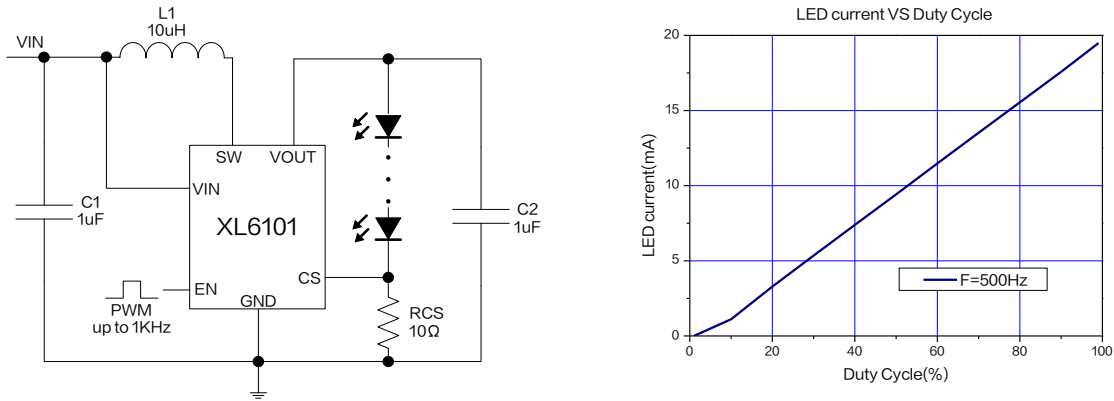 L1
10uH
VIN
SW
VOUT
VIN
C1
1uF
XL6101
C2
1uF
CS
EN
PWM
up to 1KHz
GND
RCS
10Ω
LED current VS Duty Cycle
20
15
10
5
0
LED current(mA)
F=500Hz
0
20
40
60
80
100
Duty Cycle(%)